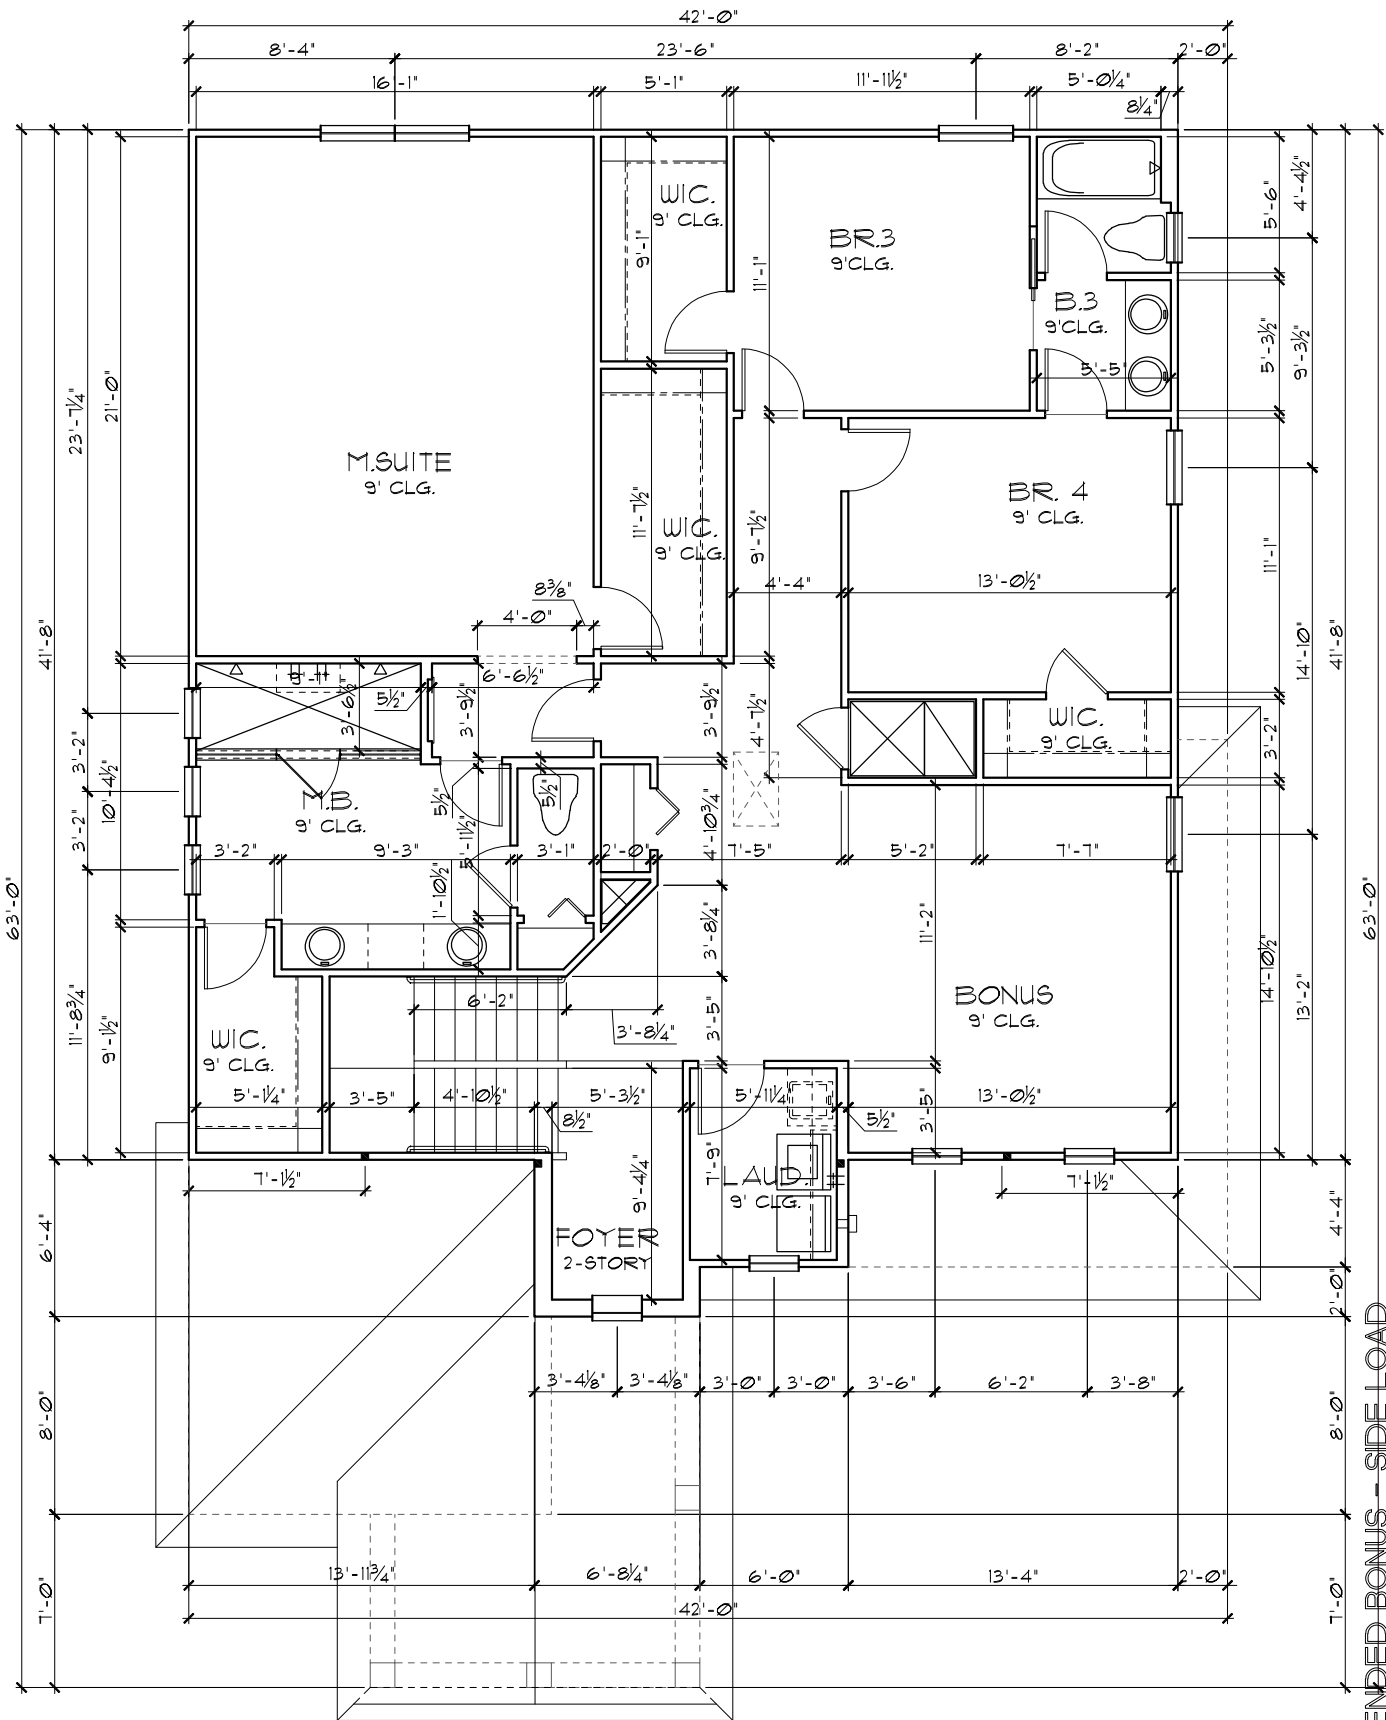 42'-0"
8'-4" 23'-6" 8'-2" 2'-0"
16'-1" 5'-1" 11'-11½" 5'-0¼"
8¼"
WIC.
9' CLG.
9'-1"
11'-1"
BR.3
9'CLG.
B.3
9'CLG.
5'-5"
5'-6"
4'-4½"
5'-3½"
9'-3½"
23'-7¼"
21'-0"
M.SUITE
9' CLG.
11'-7½"
WIC.
9' CLG.
9'-7½"
BR. 4
9' CLG.
11'-1"
8⅜"
4'-0"
4'-4" 13'-0½"
41'-8"
14'-10"
41'-8"
9'-7"
5½"
6'-6½"
3'-6½"
3'-9½"
3'-9½"
4'-7½"
WIC.
9' CLG.
3'-2"
3'-2"
10'-4½"
3'-2"
M.B.
9' CLG.
5½"
5½"
5'-11½"
4'-10¾"
3'-2" 9'-3" 3'-1" 2'-0" 7'-5" 5'-2" 7'-7"
1'-10½"
63'-0"
63'-0"
11'-2"
3'-8¼"
14'-10½"
13'-2"
BONUS
9' CLG.
6'-2"
3'-8¼"
3'-5"
11'-8¾"
9'-1½"
WIC.
9' CLG.
5'-1¼" 3'-5" 4'-10½" 5'-3½" 5'-11¼" 13'-0½"
8½"
5½"
3'-5"
7'-9"
9'-4¼"
LAUD.
9' CLG.
7'-1½"
7'-1½"
FOYER
2-STORY
6'-4"
4'-4"
2'-0"
3'-4⅛" 3'-4⅛" 3'-0" 3'-0" 3'-6" 6'-2" 3'-8"
8'-0"
8'-0"
13'-11¾" 6'-8¼" 6'-0" 13'-4" 2'-0"
42'-0"
7'-0"
7'-0"
ENDED BONUS - SIDE LOAD